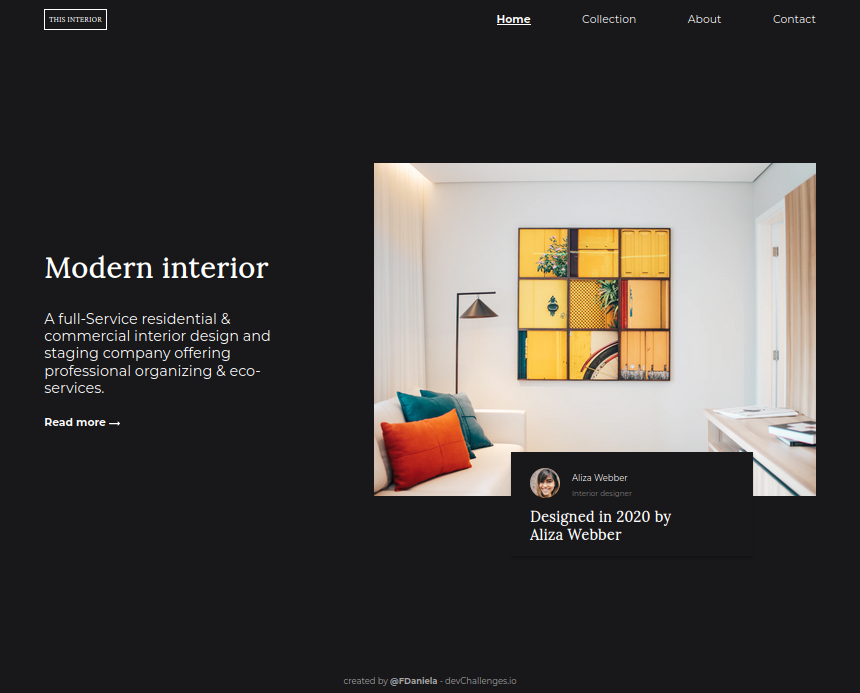 THIS INTERIOR
Home
Collection
About
Contact
Modern interior
A full-Service residential &
commercial interior design and
staging company offering
professional organizing & eco-
services.
Read more ⟶
Aliza Webber
Interior designer
Designed in 2020 by
Aliza Webber
created by @FDaniela - devChallenges.io